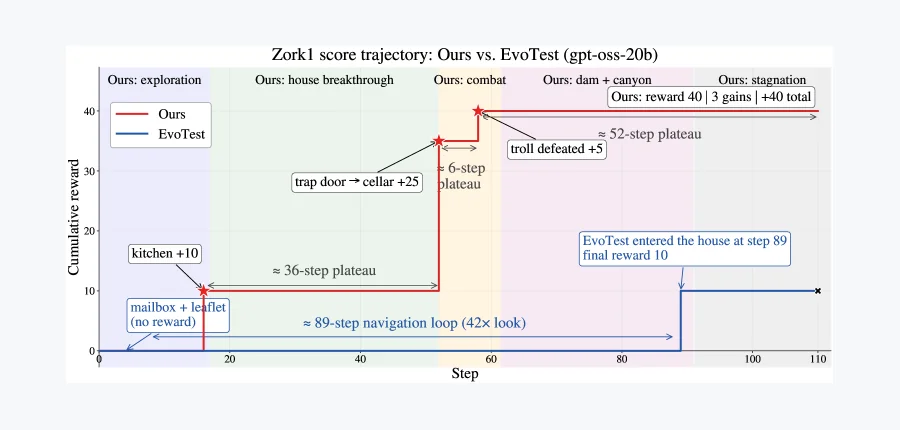 Zork1 score trajectory: Ours vs. EvoTest (gpt-oss-20b)
Ours: exploration
Ours: house breakthrough
Ours: combat
Ours: dam + canyon
Ours: stagnation
Ours: reward 40 | 3 gains | +40 total
Ours
EvoTest
≈ 52-step plateau
troll defeated +5
≈ 6-step
plateau
trap door → cellar +25
kitchen +10
≈ 36-step plateau
EvoTest entered the house at step 89
final reward 10
mailbox + leaflet
(no reward)
≈ 89-step navigation loop (42× look)
Cumulative reward
40
30
20
10
0
0
20
40
60
80
100
110
Step